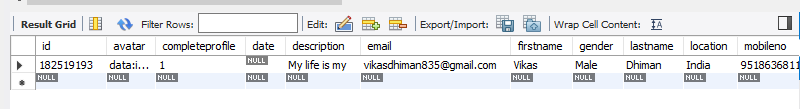 Result Grid Filter Rows: Edit: Export/Import: Wrap Cell Content: IA
id avatar completeprofile date description email firstname gender lastname location mobileno
182519193 data:i... 1 NULL My life is my vikasdhiman835@gmail.com Vikas Male Dhiman India 9518636811
NULL NULL NULL NULL NULL NULL NULL NULL NULL NULL NULL